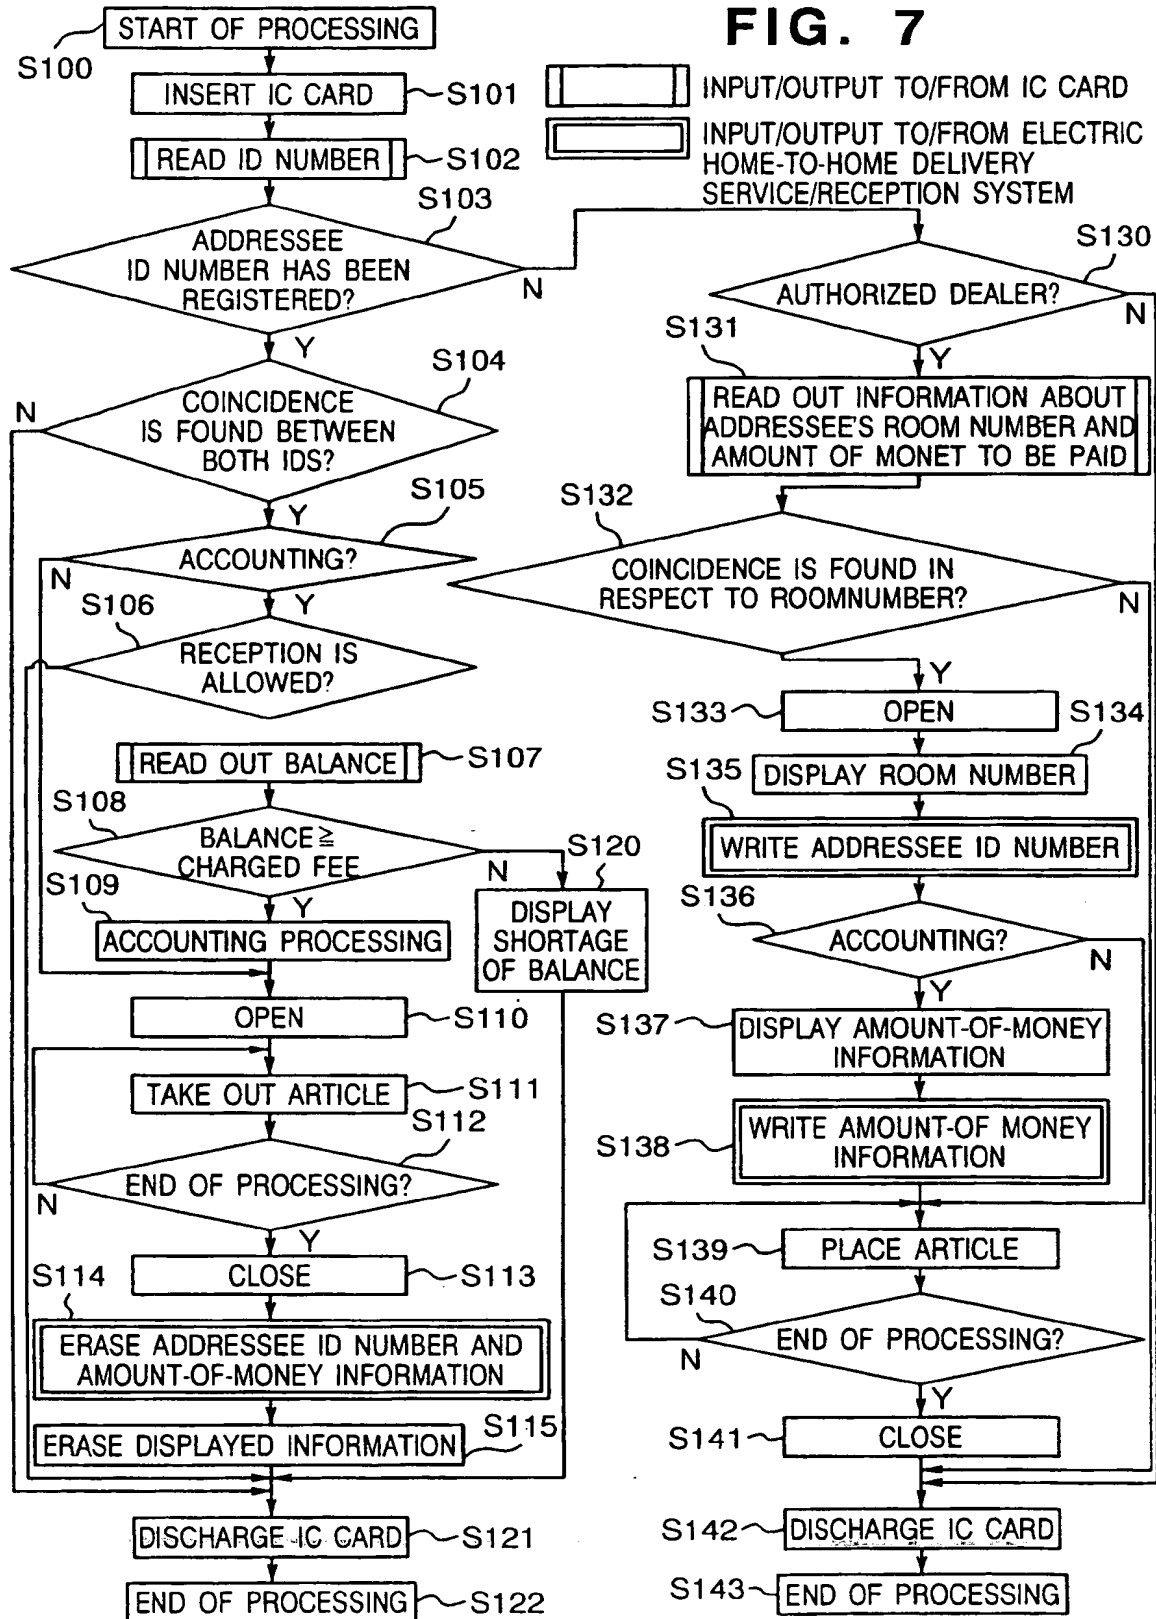 FIG. 7
START OF PROCESSING
S100
INSERT IC CARD
S101
READ ID NUMBER
S102
INPUT/OUTPUT TO/FROM IC CARD
INPUT/OUTPUT TO/FROM ELECTRIC
HOME-TO-HOME DELIVERY
SERVICE/RECEPTION SYSTEM
S103
ADDRESSEE
ID NUMBER HAS BEEN
REGISTERED?
N
Y
S104
COINCIDENCE
IS FOUND BETWEEN
BOTH IDS?
N
Y
S105
ACCOUNTING?
N
Y
S106
RECEPTION IS
ALLOWED?
READ OUT BALANCE
S107
S108
BALANCE≧
CHARGED FEE
N
Y
S120
DISPLAY
SHORTAGE
OF BALANCE
S109
ACCOUNTING PROCESSING
OPEN
S110
TAKE OUT ARTICLE
S111
S112
END OF PROCESSING?
N
Y
CLOSE
S113
S114
ERASE ADDRESSEE ID NUMBER AND
AMOUNT-OF-MONEY INFORMATION
S115
ERASE DISPLAYED INFORMATION
DISCHARGE IC CARD
S121
END OF PROCESSING
S122
S130
AUTHORIZED DEALER?
N
Y
S131
READ OUT INFORMATION ABOUT
ADDRESSEE'S ROOM NUMBER AND
AMOUNT OF MONET TO BE PAID
S132
COINCIDENCE IS FOUND IN
RESPECT TO ROOMNUMBER?
N
Y
S133
OPEN
S134
DISPLAY ROOM NUMBER
S135
WRITE ADDRESSEE ID NUMBER
S136
ACCOUNTING?
N
Y
S137
DISPLAY AMOUNT-OF-MONEY
INFORMATION
S138
WRITE AMOUNT-OF MONEY
INFORMATION
S139
PLACE ARTICLE
S140
END OF PROCESSING?
N
Y
S141
CLOSE
S142
DISCHARGE IC CARD
S143
END OF PROCESSING